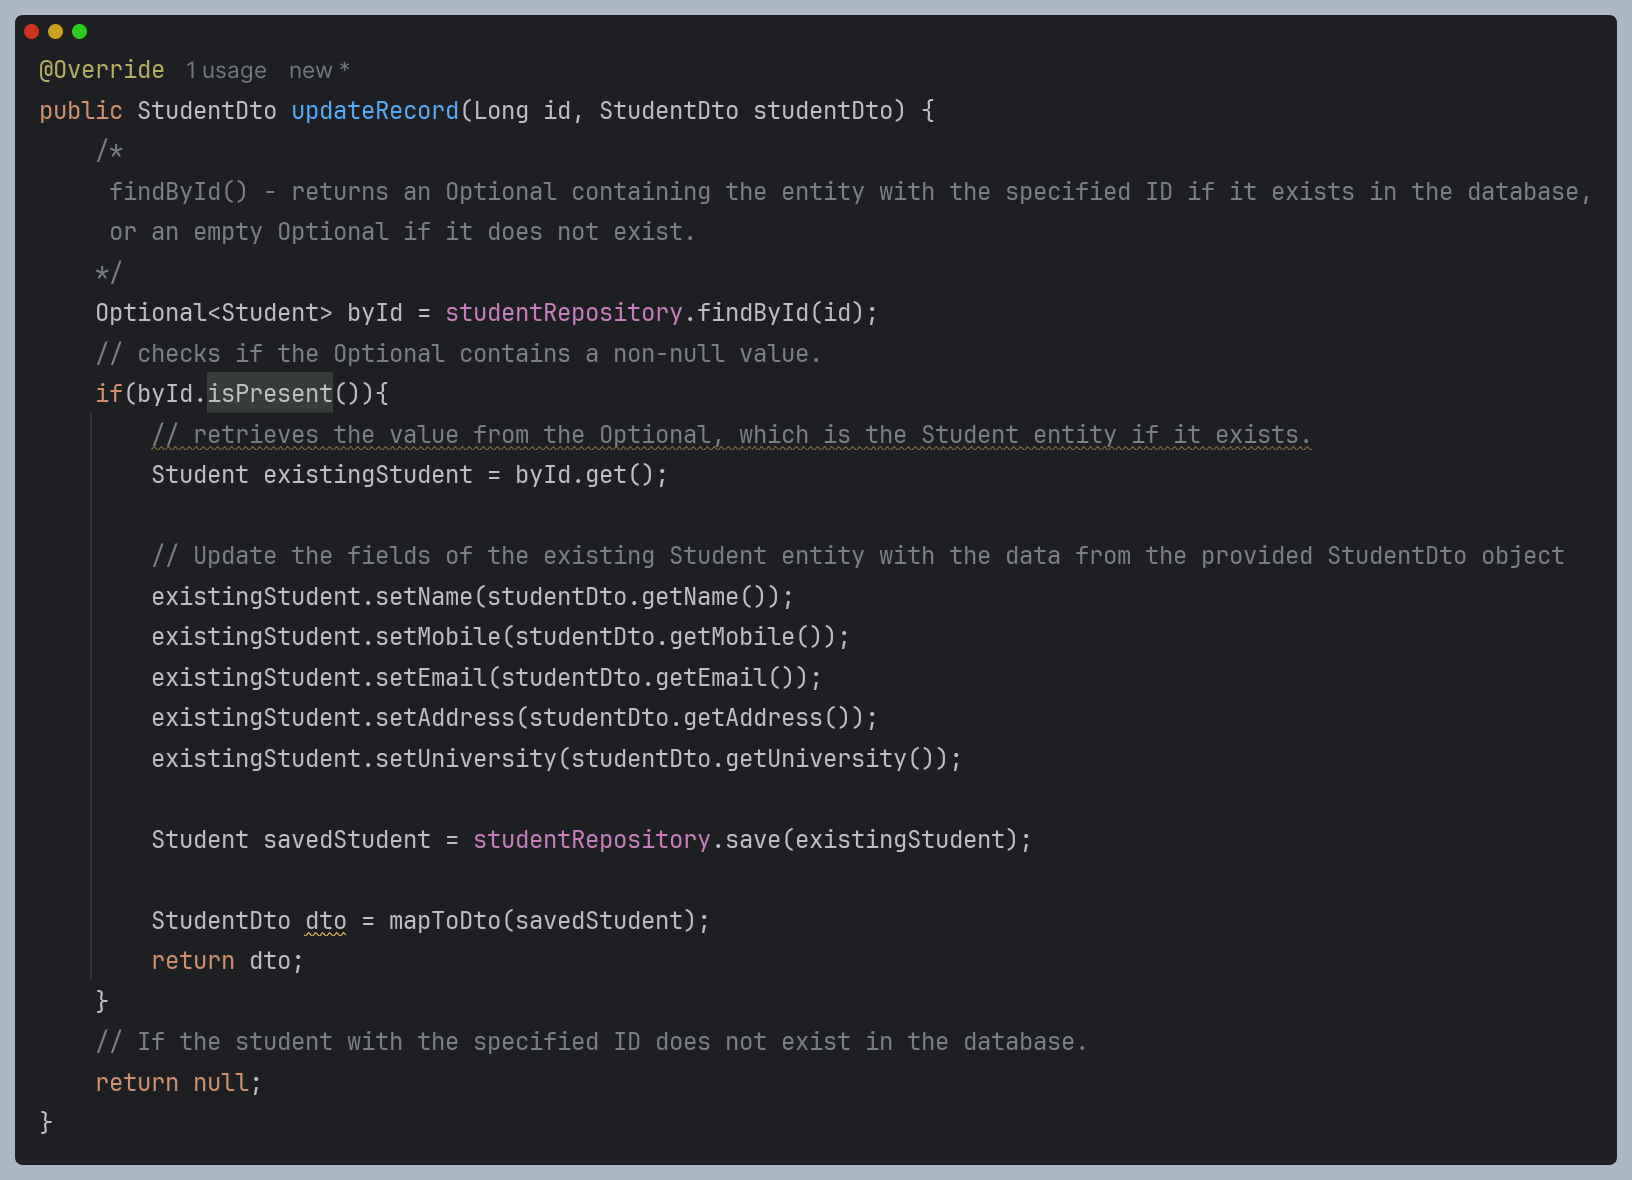 @Override 1 usage new *
public StudentDto updateRecord(Long id, StudentDto studentDto) {
/*
findById() - returns an Optional containing the entity with the specified ID if it exists in the database,
or an empty Optional if it does not exist.
*/
Optional<Student> byId = studentRepository.findById(id);
// checks if the Optional contains a non-null value.
if(byId.isPresent()){
// retrieves the value from the Optional, which is the Student entity if it exists.
Student existingStudent = byId.get();
// Update the fields of the existing Student entity with the data from the provided StudentDto object
existingStudent.setName(studentDto.getName());
existingStudent.setMobile(studentDto.getMobile());
existingStudent.setEmail(studentDto.getEmail());
existingStudent.setAddress(studentDto.getAddress());
existingStudent.setUniversity(studentDto.getUniversity());
Student savedStudent = studentRepository.save(existingStudent);
StudentDto dto = mapToDto(savedStudent);
return dto;
}
// If the student with the specified ID does not exist in the database.
return null;
}